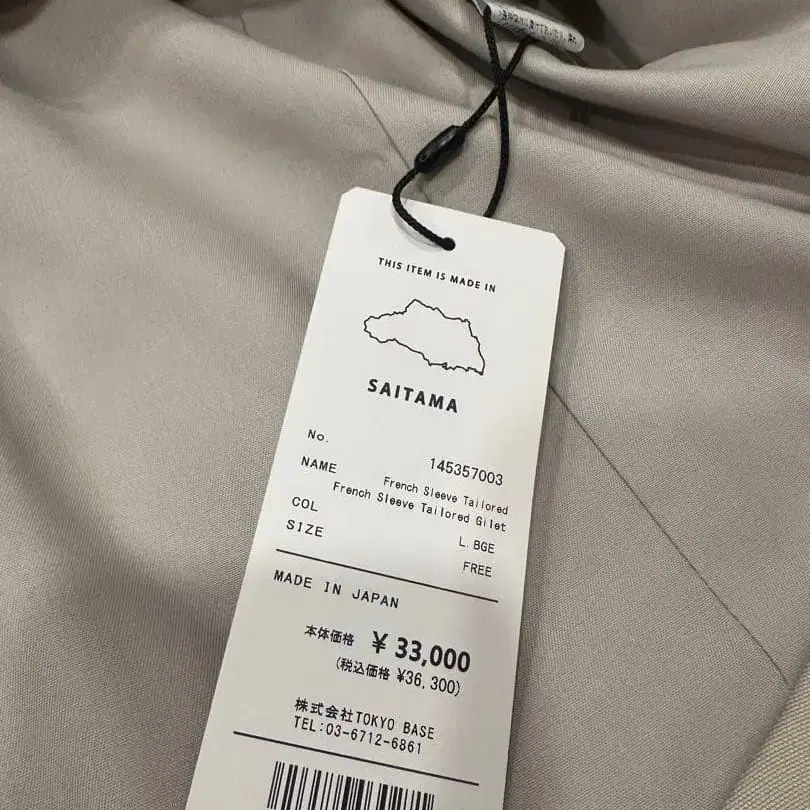 THIS ITEM IS MADE IN
SAITAMA
No. 145357003
NAME French Sleeve Tailored
French Sleeve Tailored Gilet
COL L.BGE
SIZE FREE
MADE IN JAPAN
本体価格 ¥33,000
(税込価格 ¥36,300)
株式会社TOKYO BASE
TEL:03-6712-6861